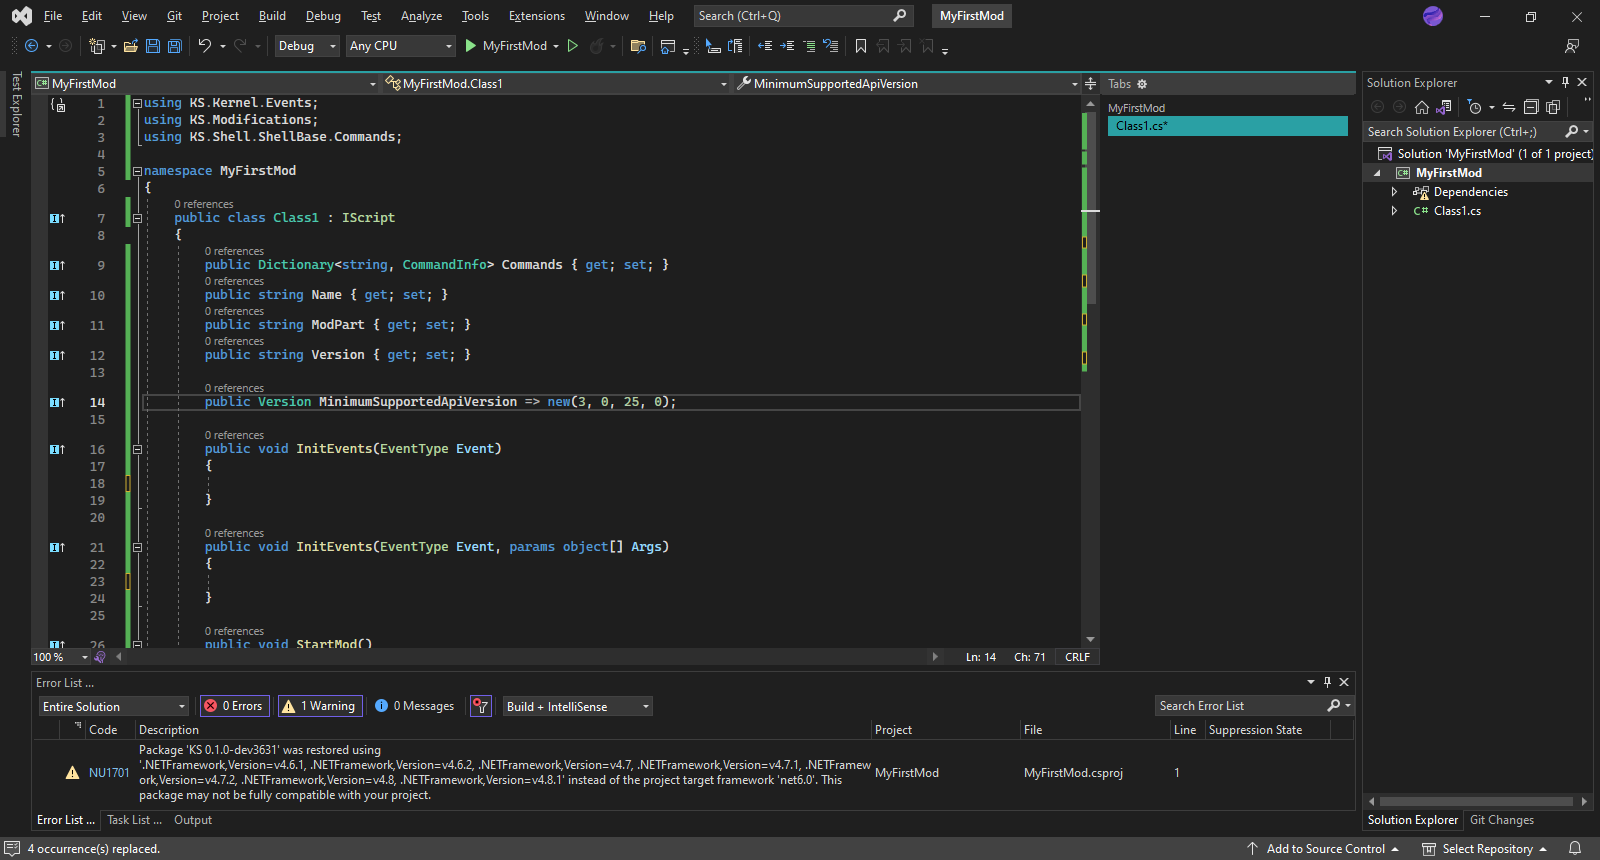 File Edit View Git Project Build Debug Test Analyze Tools Extensions Window Help Search (Ctrl+Q) MyFirstMod
Debug Any CPU MyFirstMod
Test Explorer
C# MyFirstMod MyFirstMod.Class1 MinimumSupportedApiVersion
1 using KS.Kernel.Events;
2 using KS.Modifications;
3 using KS.Shell.ShellBase.Commands;
4
5 namespace MyFirstMod
6 {
0 references
7 public class Class1 : IScript
8 {
0 references
9 public Dictionary<string, CommandInfo> Commands { get; set; }
0 references
10 public string Name { get; set; }
0 references
11 public string ModPart { get; set; }
0 references
12 public string Version { get; set; }
13
0 references
14 public Version MinimumSupportedApiVersion => new(3, 0, 25, 0);
15
0 references
16 public void InitEvents(EventType Event)
17 {
18
19 }
20
0 references
21 public void InitEvents(EventType Event, params object[] Args)
22 {
23
24 }
25
0 references
26 public void StartMod()
100 % Ln: 14 Ch: 71 CRLF
Tabs
MyFirstMod
Class1.cs*
Solution Explorer
Search Solution Explorer (Ctrl+;)
Solution 'MyFirstMod' (1 of 1 project)
C# MyFirstMod
Dependencies
C# Class1.cs
Solution Explorer Git Changes
Error List ...
Entire Solution 0 Errors 1 Warning 0 Messages Build + IntelliSense Search Error List
Code Description Project File Line Suppression State
NU1701
Package 'KS 0.1.0-dev3631' was restored using
'.NETFramework,Version=v4.6.1, .NETFramework,Version=v4.6.2, .NETFramework,Version=v4.7, .NETFramework,Version=v4.7.1, .NETFramew
ork,Version=v4.7.2, .NETFramework,Version=v4.8, .NETFramework,Version=v4.8.1' instead of the project target framework 'net6.0'. This
package may not be fully compatible with your project.
MyFirstMod MyFirstMod.csproj 1
Error List ... Task List ... Output
4 occurrence(s) replaced. Add to Source Control Select Repository